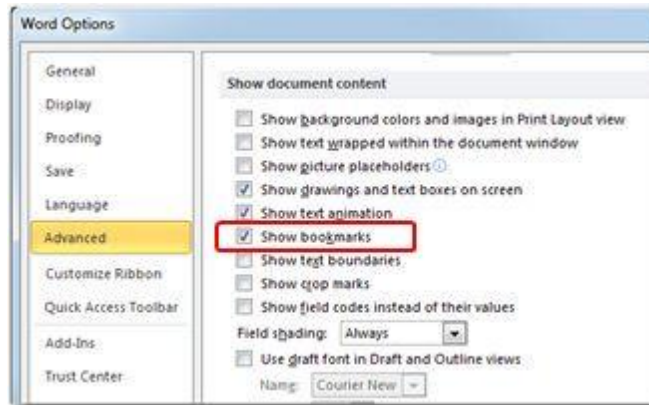 Word Options
General
Display
Proofing
Save
Language
Advanced
Customize Ribbon
Quick Access Toolbar
Add-Ins
Trust Center
Show document content
Show background colors and images in Print Layout view
Show text wrapped within the document window
Show picture placeholders
Show drawings and text boxes on screen
Show text animation
Show bookmarks
Show text boundaries
Show crop marks
Show field codes instead of their values
Field shading: Always
Use draft font in Draft and Outline views
Name: Courier New